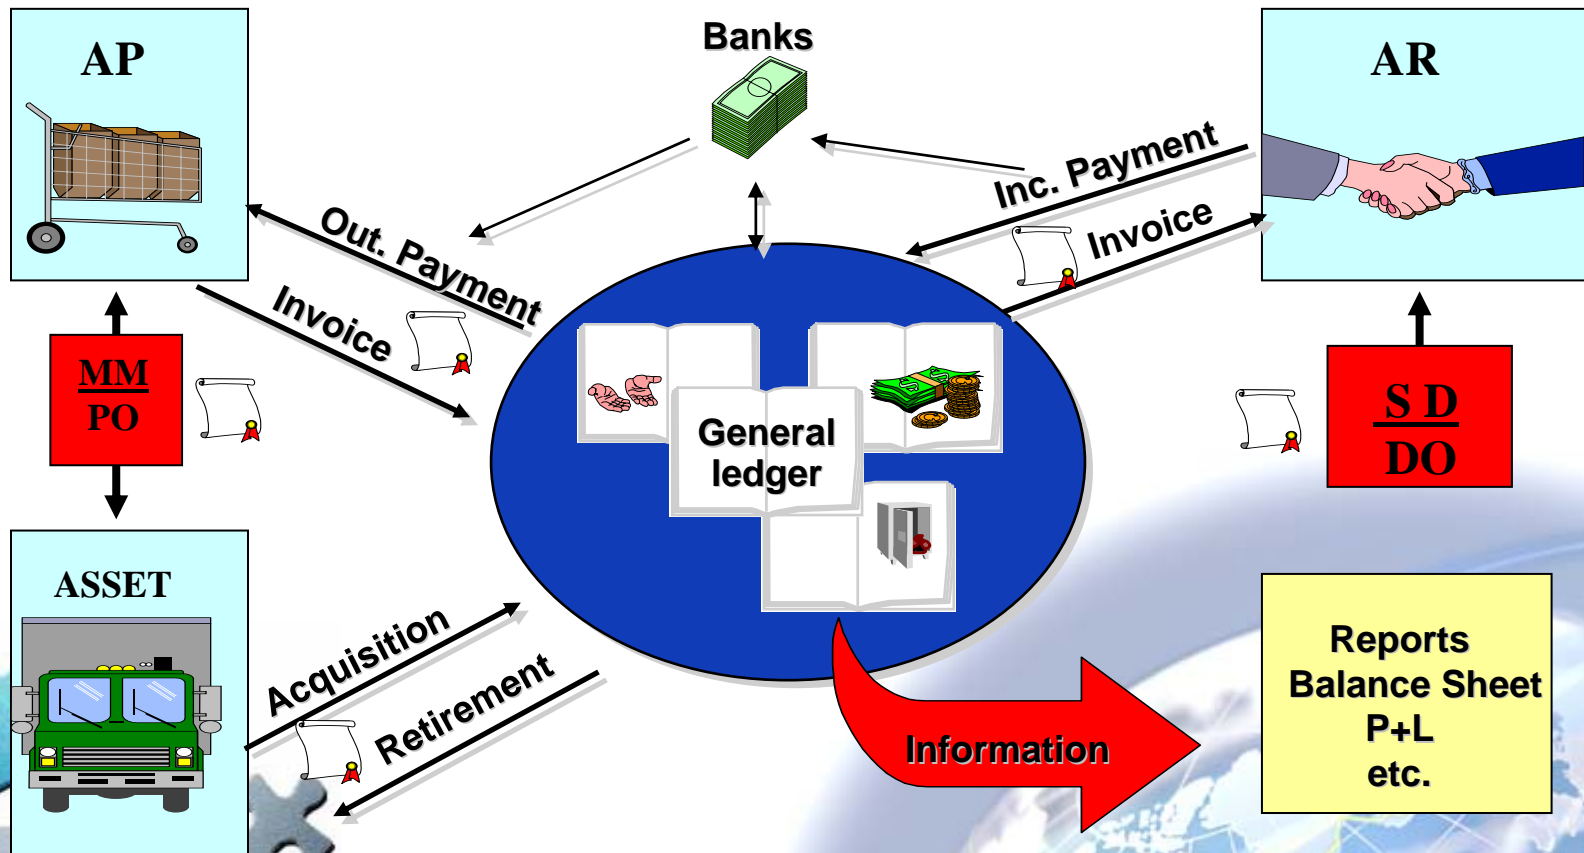 AP
Banks
AR
Inc. Payment
Invoice
Out. Payment
Invoice
MM
PO
General
ledger
S D
DO
ASSET
Acquisition
Retirement
Information
Reports
Balance Sheet
P+L
etc.